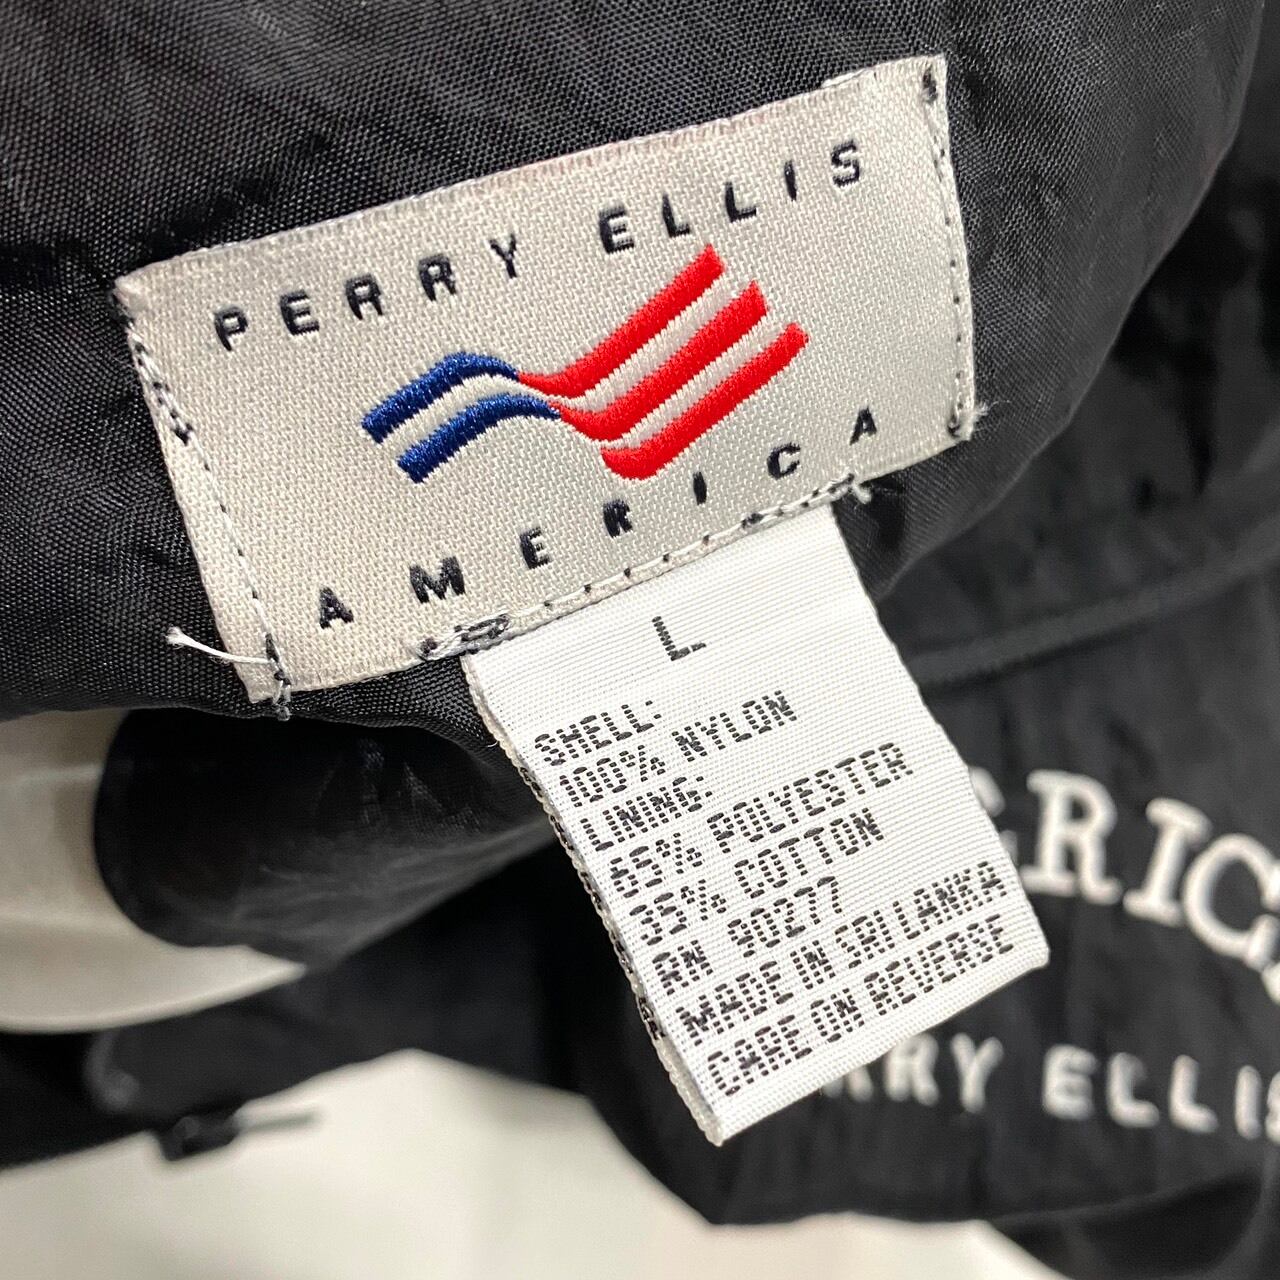 PERRY ELLIS
AMERICA
L
SHELL:
100% NYLON
LINING:
65% POLYESTER
35% COTTON
RN 90277
MADE IN SRI LANKA
CARE ON REVERSE
ERIC
RRY ELLIS